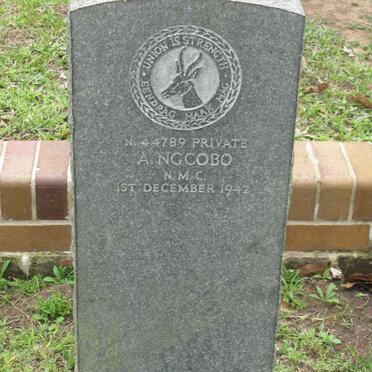 UNION IS STRENGTH
EENDRAG MAAK MAG
N. 44789 PRIVATE
A. NGCOBO
N. M. C.
1ST DECEMBER 1942